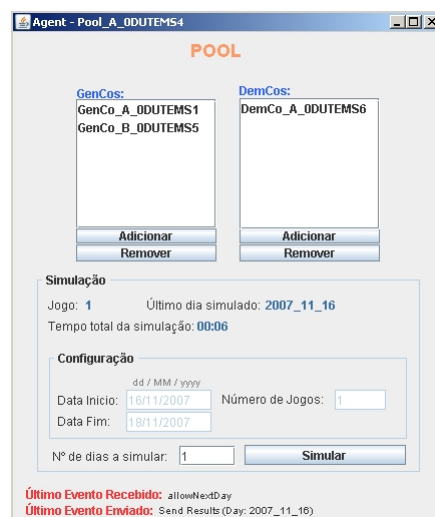 Agent - Pool_A_0DUTEMS4
POOL
GenCos:
DemCos:
GenCo_A_0DUTEMS1
GenCo_B_0DUTEMS5
DemCo_A_0DUTEMS6
Adicionar
Adicionar
Remover
Remover
Simulação
Jogo: 1 Último dia simulado: 2007_11_16
Tempo total da simulação: 00:06
Configuração
dd / MM / yyyy
Data Inicio: 16/11/2007 Número de Jogos: 1
Data Fim: 18/11/2007
Nº de dias a simular: 1 Simular
Último Evento Recebido: allowNextDay
Último Evento Enviado: Send Results (Day: 2007_11_16)